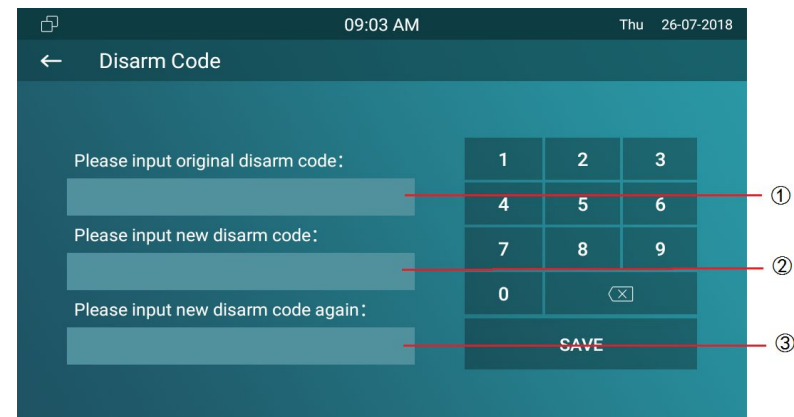 09:03 AM
Thu 26-07-2018
Disarm Code
Please input original disarm code:
1 2 3
①
4 5 6
Please input new disarm code:
7 8 9
②
0
Please input new disarm code again:
SAVE
③